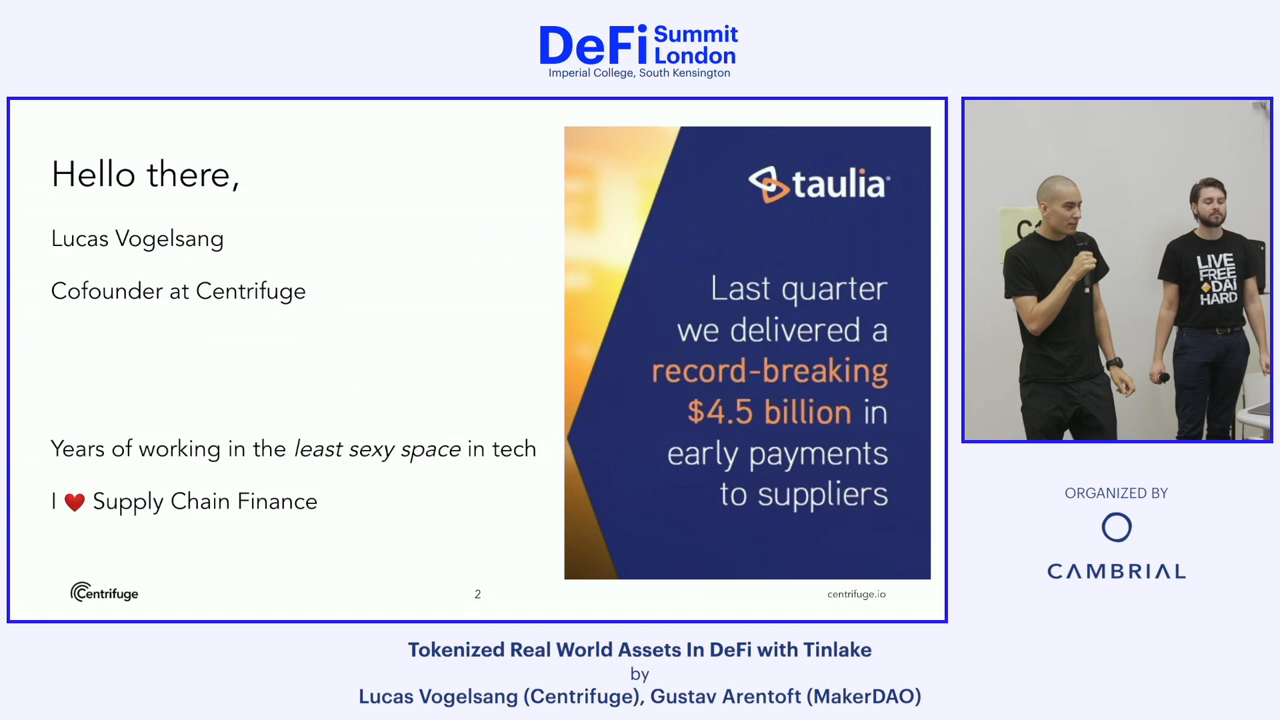 DeFi Summit
London
Imperial College, South Kensington
Hello there,
Lucas Vogelsang
Cofounder at Centrifuge
Years of working in the least sexy space in tech
I ❤️ Supply Chain Finance
Centrifuge
2
centrifuge.io
taulia
Last quarter
we delivered a
record-breaking
$4.5 billion in
early payments
to suppliers
LIVE
FREE
DAI
HARD
ORGANIZED BY
CAMBRIAL
Tokenized Real World Assets In DeFi with Tinlake
by
Lucas Vogelsang (Centrifuge), Gustav Arentoft (MakerDAO)